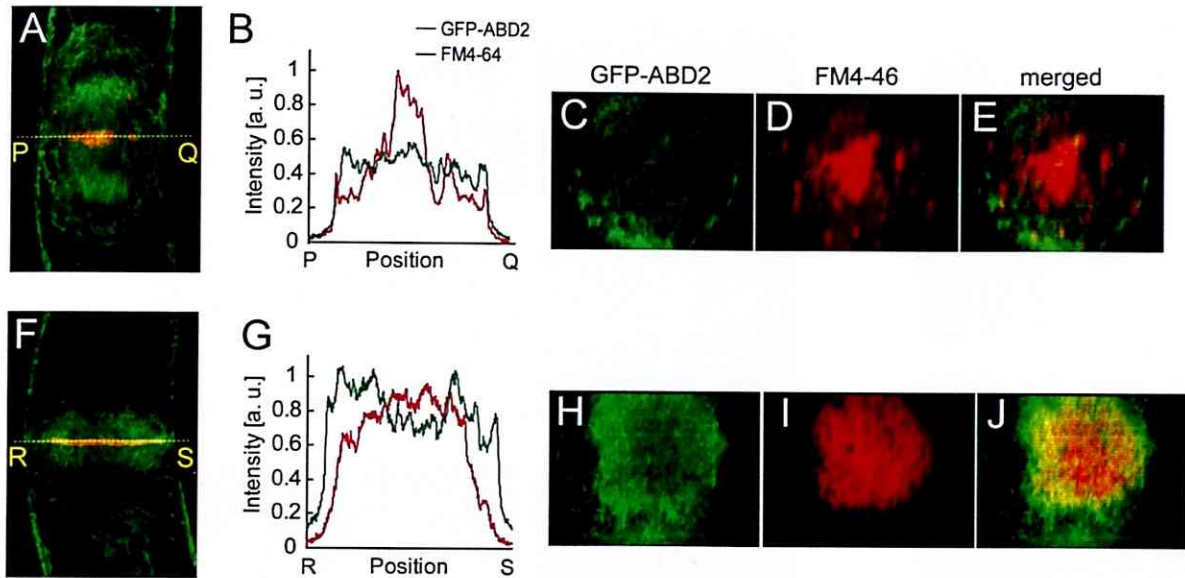 A
P
Q
B
GFP-ABD2
FM4-64
Intensity [a. u.]
1
0.8
0.6
0.4
0.2
0
P
Position
Q
GFP-ABD2
FM4-46
merged
C
D
E
F
R
S
G
Intensity [a. u.]
1
0.8
0.6
0.4
0.2
0
R
Position
S
H
I
J